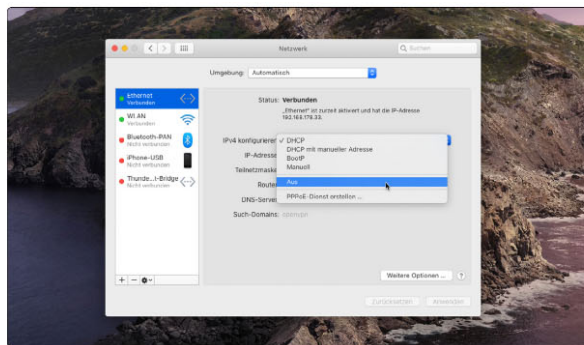 Netzwerk
Suchen
Umgebung: Automatisch
Ethernet
Verbunden
WLAN
Verbunden
Bluetooth-PAN
Nicht verbunden
iPhone-USB
Nicht verbunden
Thunde...t-Bridge
Nicht verbunden
Status: Verbunden
„Ethernet" ist zurzeit aktiviert und hat die IP-Adresse
192.168.178.33.
IPv4 konfigurieren ✓ DHCP
DHCP mit manueller Adresse
BootP
Manuell
Aus
PPPoE-Dienst erstellen ...
IP-Adresse
Teilnetzmaske
Router
DNS-Server
Such-Domains:
Weitere Optionen ...
?
Zurücksetzen
Anwenden